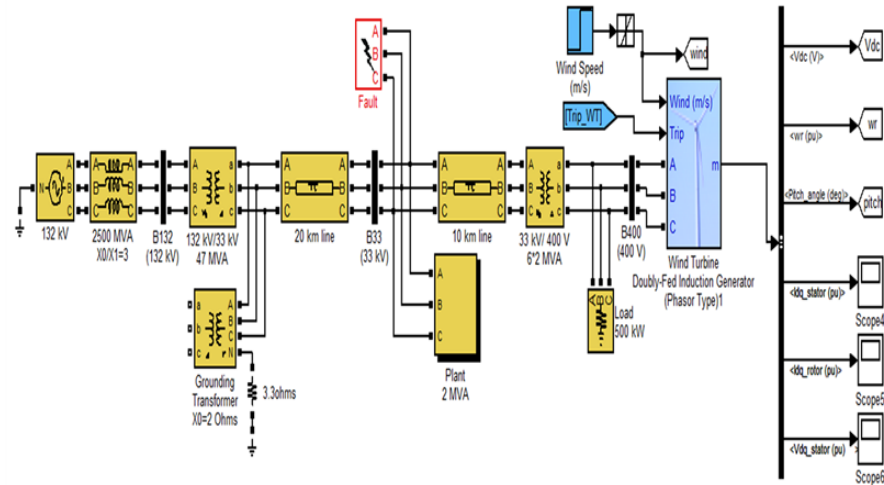 A
B
C
Fault
Wind Speed
(m/s)
wind
[Trip_WT]
Wind (m/s)
Trip
A
B
C
m
Wind Turbine
Doubly-Fed Induction Generator
(Phasor Type)1
<Vdc (V)>
Vdc
<wr (pu)>
wr
<Pitch_angle (deg)>
pitch
<Idq_stator (pu)>
Scope4
<Idq_rotor (pu)>
Scope5
<Vdq_stator (pu) >
Scope6
N
A
B
C
132 kV
A A
B B
C C
2500 MVA
X0/X1=3
B132
(132 kV)
A a
B b
C c
132 kV/33 kV
47 MVA
A A
B B
C C
20 km line
B33
(33 kV)
A A
B B
C C
10 km line
A a
B b
C c
33 kV/ 400 V
6*2 MVA
B400
(400 V)
A B C
Load
500 kW
A
B
C
Plant
2 MVA
a A
b B
c C
N
Grounding
Transformer
X0=2 Ohms
3.3ohms